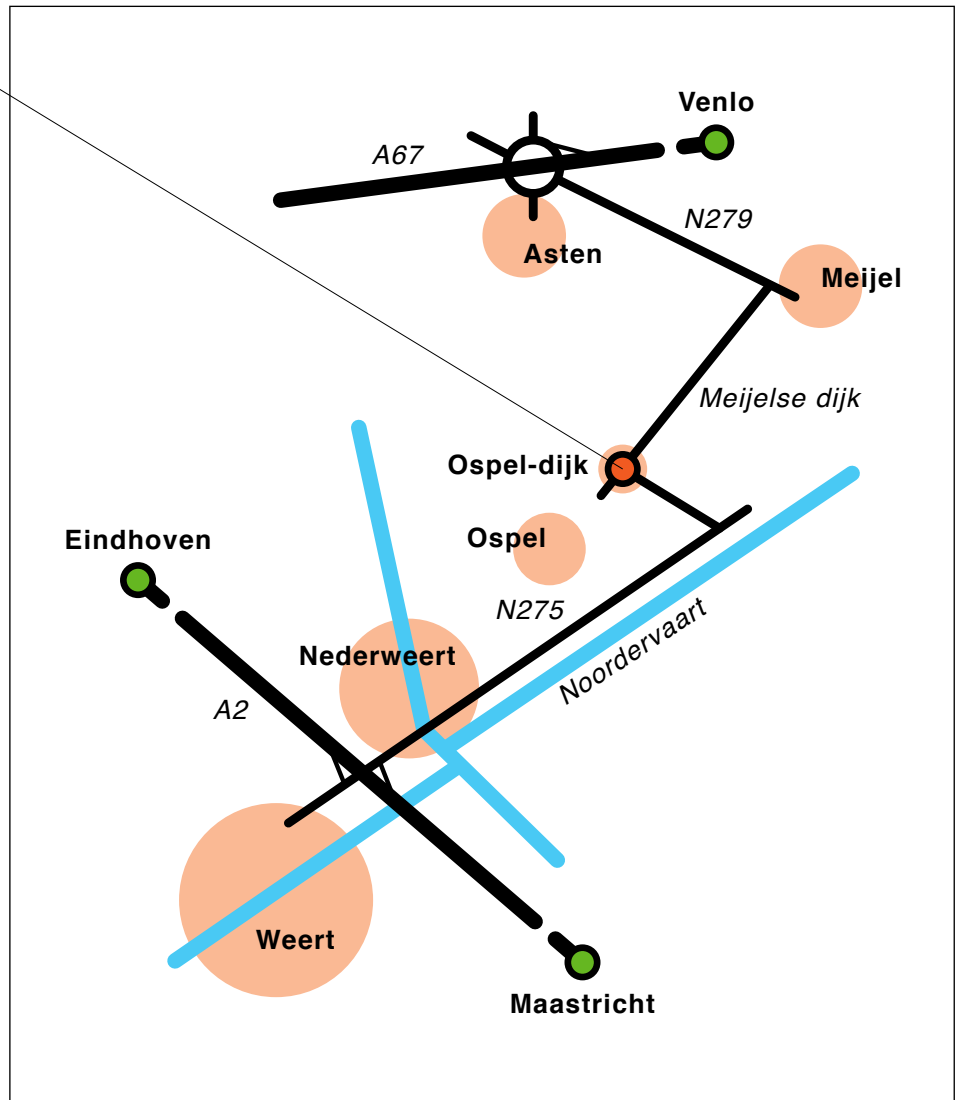 Venlo
A67
N279
Asten
Meijel
Meijelse dijk
Ospel-dijk
Eindhoven
Ospel
N275
Noordervaart
Nederweert
A2
Weert
Maastricht